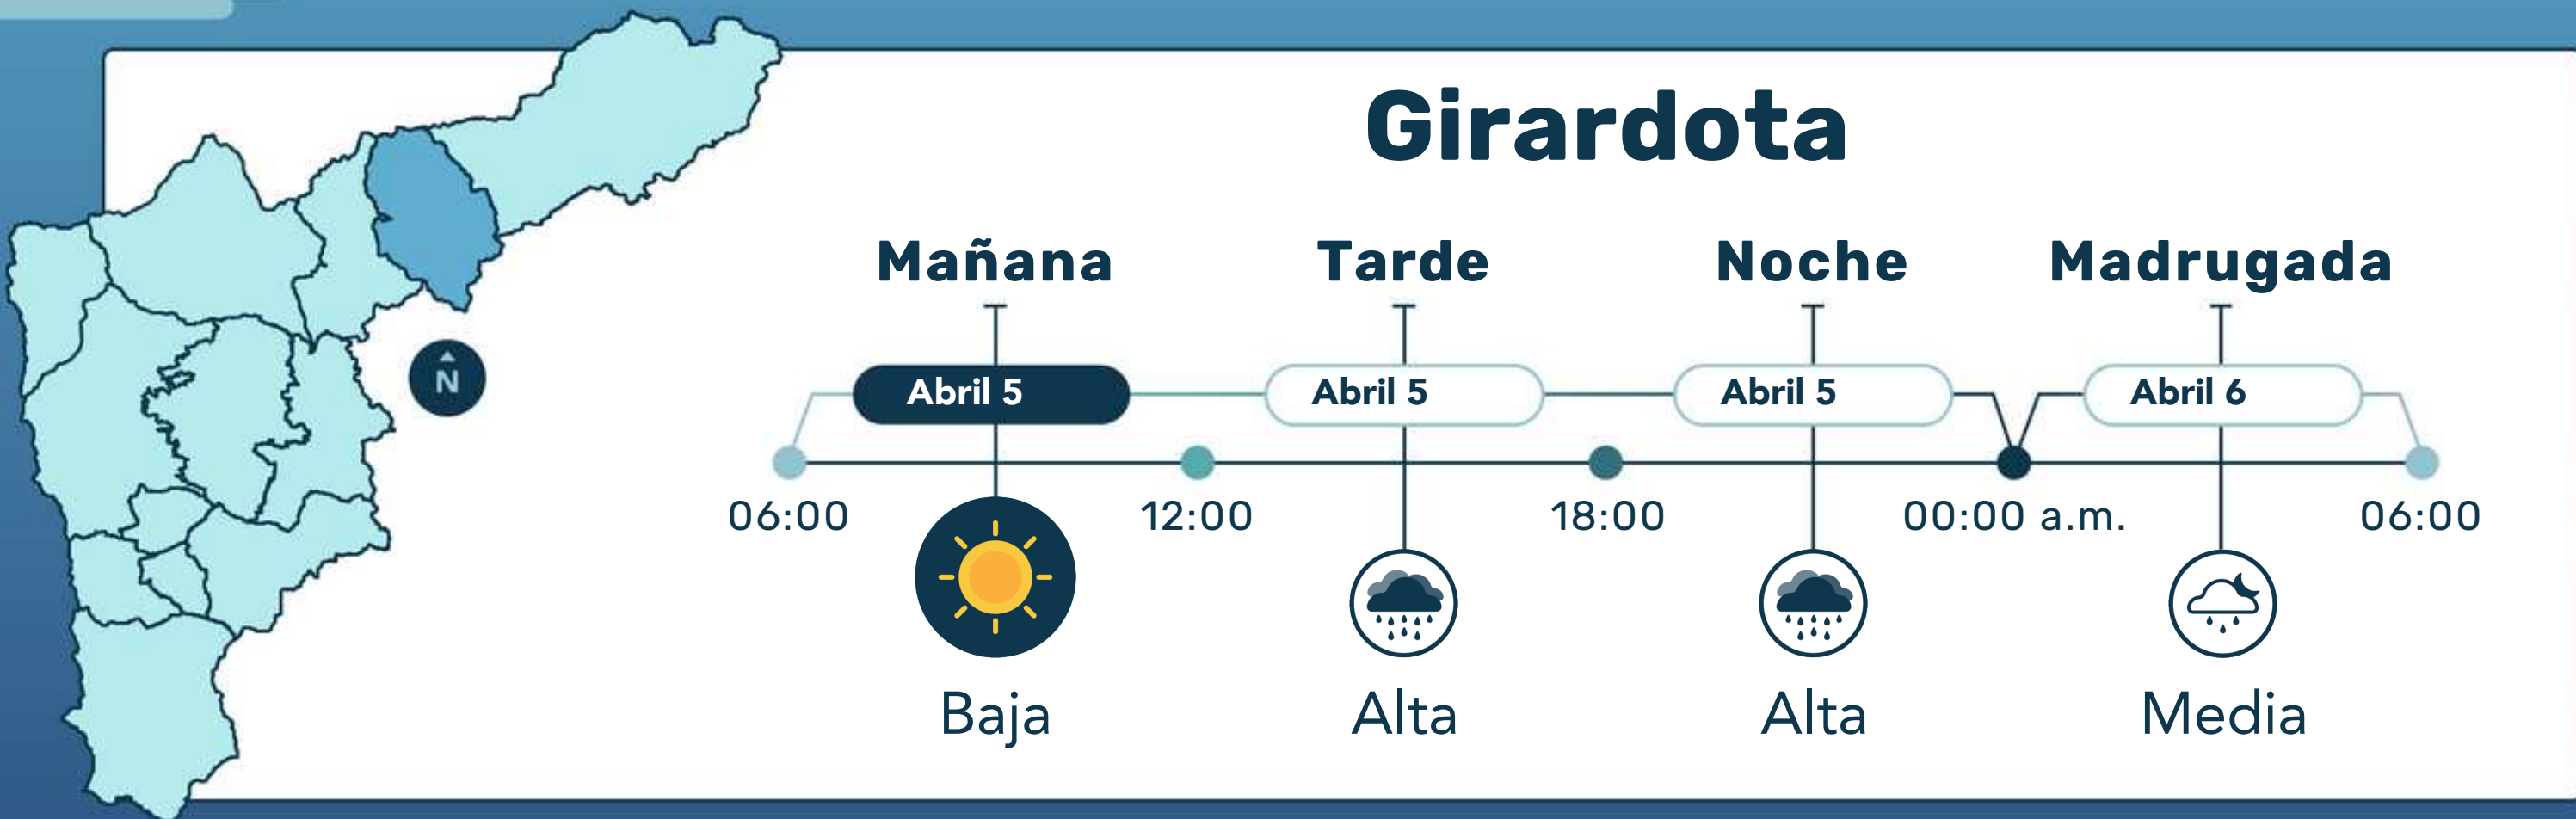 Girardota
Mañana Tarde Noche Madrugada
Abril 5 Abril 5 Abril 5 Abril 6
N
06:00 12:00 18:00 00:00 a.m. 06:00
Baja Alta Alta Media